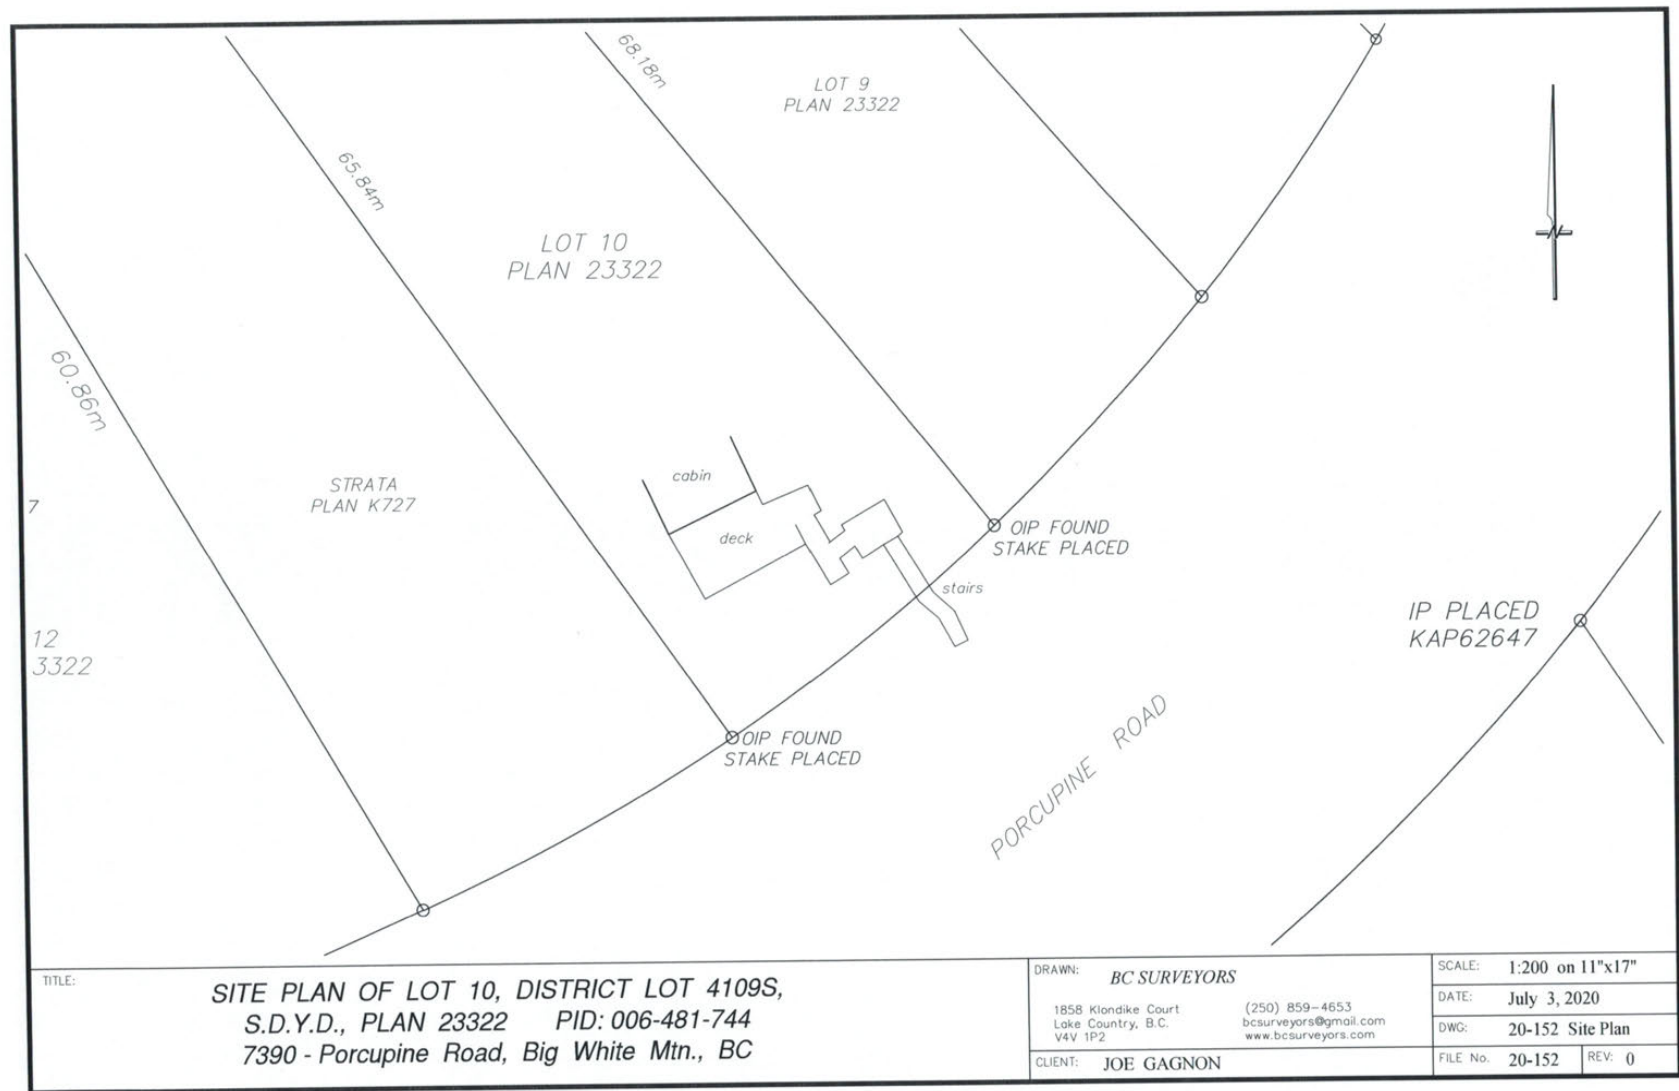 68.18m
LOT 9
PLAN 23322
65.84m
LOT 10
PLAN 23322
N
60.86m
cabin
STRATA
PLAN K727
7
deck
OIP FOUND
STAKE PLACED
stairs
IP PLACED
KAP62647
12
3322
OIP FOUND
STAKE PLACED
PORCUPINE ROAD
TITLE:
SITE PLAN OF LOT 10, DISTRICT LOT 4109S,
S.D.Y.D., PLAN 23322 PID: 006-481-744
7390 - Porcupine Road, Big White Mtn., BC
DRAWN: BC SURVEYORS
1858 Klondike Court (250) 859-4653
Lake Country, B.C. bcsurveyors@gmail.com
V4V 1P2 www.bcsurveyors.com
CLIENT: JOE GAGNON
SCALE: 1:200 on 11"x17"
DATE: July 3, 2020
DWG: 20-152 Site Plan
FILE No. 20-152 REV: 0